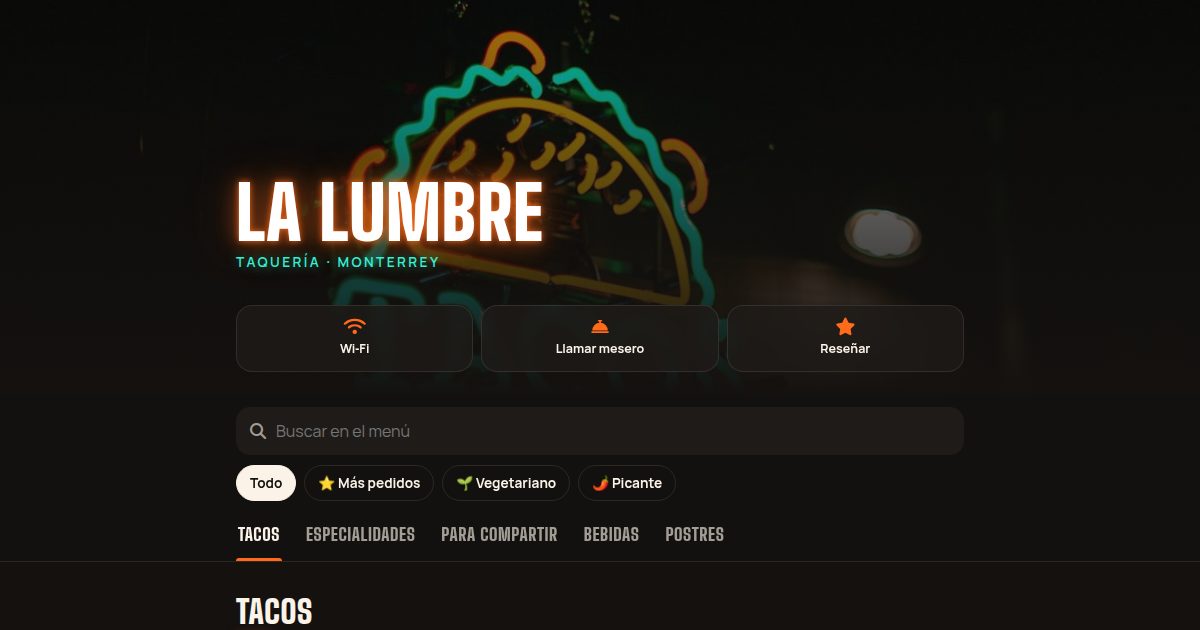 LA LUMBRE
TAQUERÍA · MONTERREY
Wi-Fi
Llamar mesero
Reseñar
Buscar en el menú
Todo
Más pedidos
Vegetariano
Picante
TACOS
ESPECIALIDADES
PARA COMPARTIR
BEBIDAS
POSTRES
TACOS